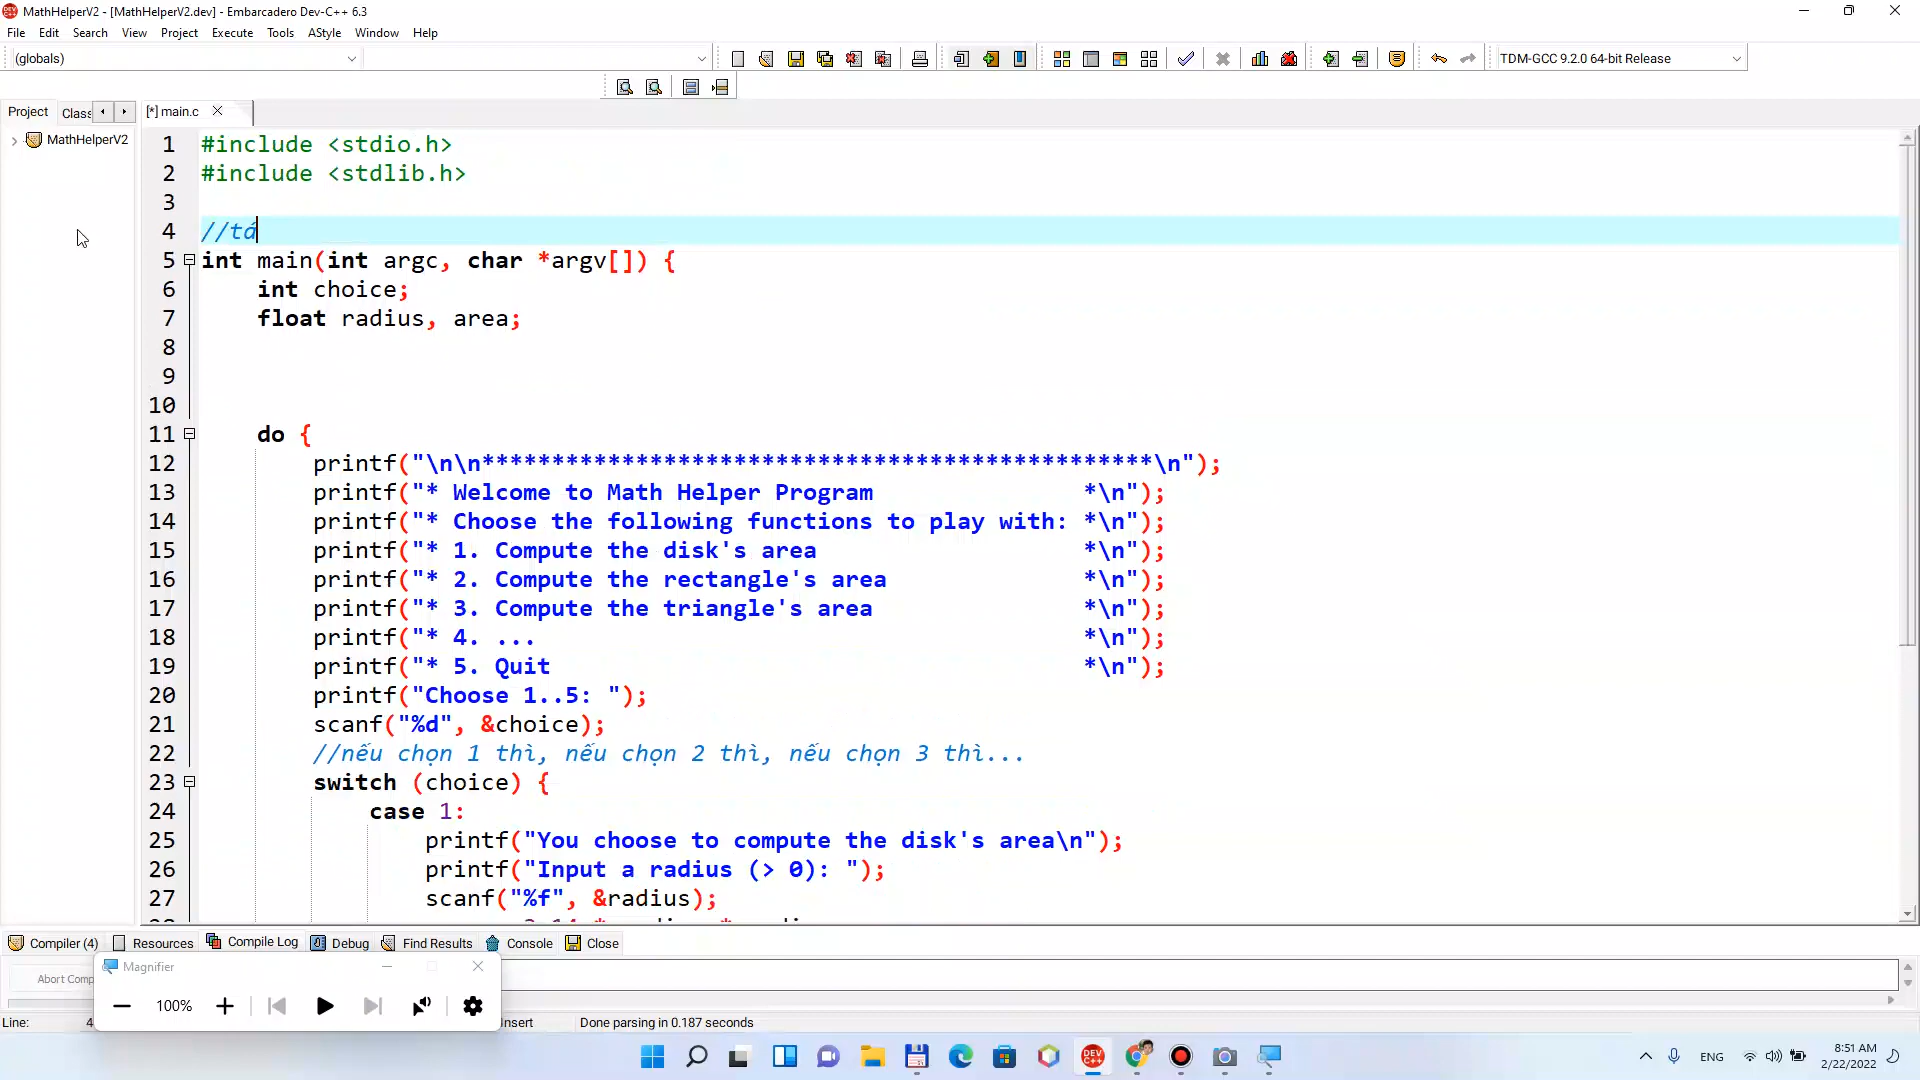 MathHelperV2 - [MathHelperV2.dev] - Embarcadero Dev-C++ 6.3
File Edit Search View Project Execute Tools AStyle Window Help
(globals)
TDM-GCC 9.2.0 64-bit Release
Project Class
[*] main.c
MathHelperV2
1 #include <stdio.h>
2 #include <stdlib.h>
3
4 //tá
5 int main(int argc, char *argv[]) {
6 int choice;
7 float radius, area;
8
9
10
11 do {
12 printf("\n\n************************************************\n");
13 printf("* Welcome to Math Helper Program *\n");
14 printf("* Choose the following functions to play with: *\n");
15 printf("* 1. Compute the disk's area *\n");
16 printf("* 2. Compute the rectangle's area *\n");
17 printf("* 3. Compute the triangle's area *\n");
18 printf("* 4. ... *\n");
19 printf("* 5. Quit *\n");
20 printf("Choose 1..5: ");
21 scanf("%d", &choice);
22 //nếu chọn 1 thì, nếu chọn 2 thì, nếu chọn 3 thì...
23 switch (choice) {
24 case 1:
25 printf("You choose to compute the disk's area\n");
26 printf("Input a radius (> 0): ");
27 scanf("%f", &radius);
Compiler (4) Resources Compile Log Debug Find Results Console Close
Magnifier
Abort Comp
100%
Line: 4 Insert Done parsing in 0.187 seconds
DEV C++
ENG
8:51 AM
2/22/2022